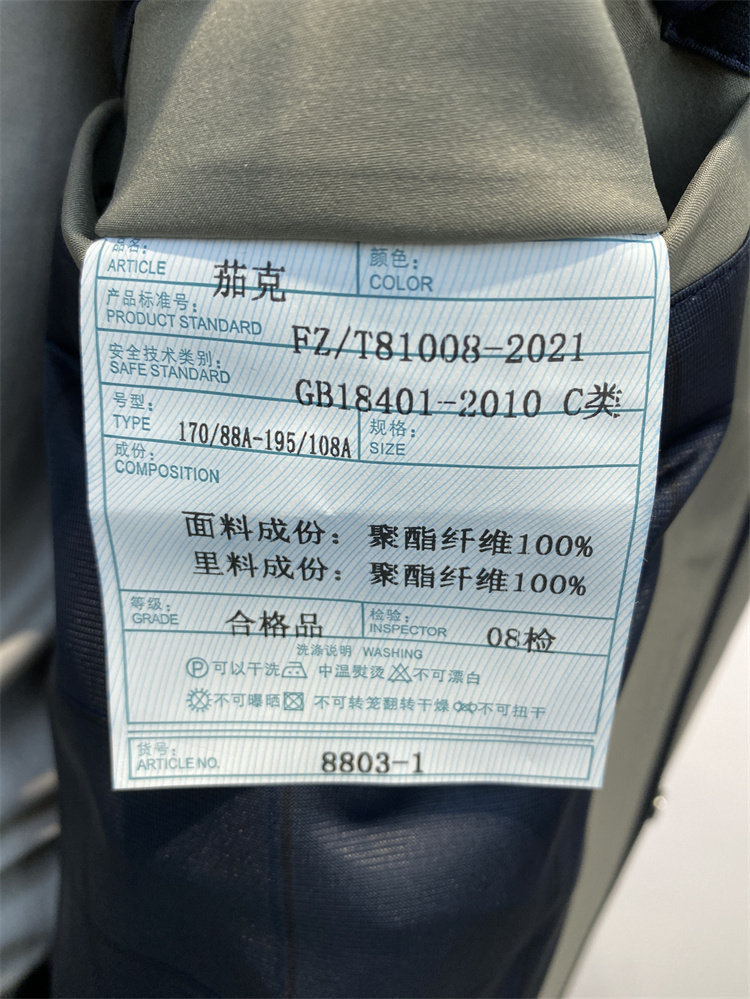 品名： 颜色：
ARTICLE 茄克 COLOR
产品标准号：
PRODUCT STANDARD FZ/T81008-2021
安全技术类别：
SAFE STANDARD GB18401-2010 C类
号型： 规格：
TYPE 170/88A-195/108A SIZE
成份：
COMPOSITION
面料成份：聚酯纤维100%
里料成份：聚酯纤维100%
等级： 检验：
GRADE 合格品 INSPECTOR 08检
洗涤说明 WASHING
P 可以干洗 中温熨烫 不可漂白
不可曝晒 不可转笼翻转干燥 不可扭干
货号：
ARTICLE NO. 8803-1